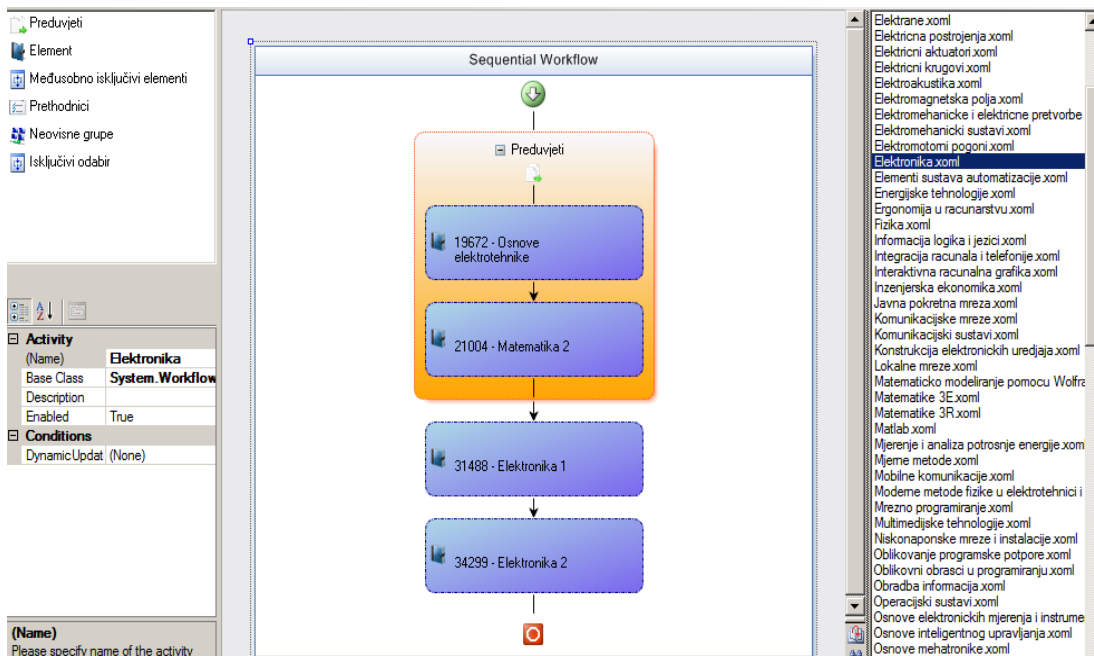 Preduvjeti
Element
Međusobno isključivi elementi
Prethodnici
Neovisne grupe
Isključivi odabir
Activity
(Name) Elektronika
Base Class System.Workflow
Description
Enabled True
Conditions
DynamicUpdat (None)
(Name)
Please specify name of the activity
Sequential Workflow
Preduvjeti
19672 - Osnove
elektrotehnike
21004 - Matematika 2
31488 - Elektronika 1
34299 - Elektronika 2
Elektrane.xoml
Elektricna postrojenja.xoml
Elektricni aktuatori.xoml
Elektricni krugovi.xoml
Elektroakustika.xoml
Elektromagnetska polja.xoml
Elektromehanicke i elektricne pretvorbe
Elektromehanicki sustavi.xoml
Elektromotorni pogoni.xoml
Elektronika.xoml
Elementi sustava automatizacije.xoml
Energijske tehnologije.xoml
Ergonomija u racunarstvu.xoml
Fizika.xoml
Informacija logika i jezici.xoml
Integracija racunala i telefonije.xoml
Interaktivna racunalna grafika.xoml
Inzenjerska ekonomika.xoml
Javna pokretna mreza.xoml
Komunikacijske mreze.xoml
Komunikacijski sustavi.xoml
Konstrukcija elektronickih uredjaja.xoml
Lokalne mreze.xoml
Matematicko modeliranje pomocu Wolfra
Matematike 3E.xoml
Matematike 3R.xoml
Matlab.xoml
Mjerenje i analiza potrosnje energije.xoml
Mjerne metode.xoml
Mobilne komunikacije.xoml
Moderne metode fizike u elektrotehnici i
Mrezno programiranje.xoml
Multimedijske tehnologije.xoml
Niskonaponske mreze i instalacije.xoml
Oblikovanje programske potpore.xoml
Oblikovni obrasci u programiranju.xoml
Obradba informacija.xoml
Operacijski sustavi.xoml
Osnove elektronickih mjerenja i instrume
Osnove inteligentnog upravljanja.xoml
Osnove mehatronike.xoml